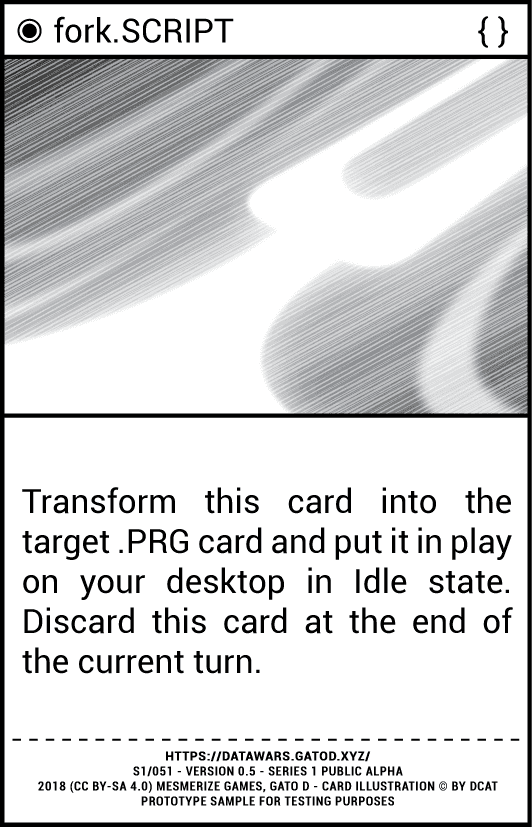 fork.SCRIPT { }
Transform this card into the
target .PRG card and put it in play
on your desktop in Idle state.
Discard this card at the end of
the current turn.
HTTPS://DATAWARS.GATOD.XYZ/
S1/051 - VERSION 0.5 - SERIES 1 PUBLIC ALPHA
2018 (CC BY-SA 4.0) MESMERIZE GAMES, GATO D - CARD ILLUSTRATION © BY DCAT
PROTOTYPE SAMPLE FOR TESTING PURPOSES